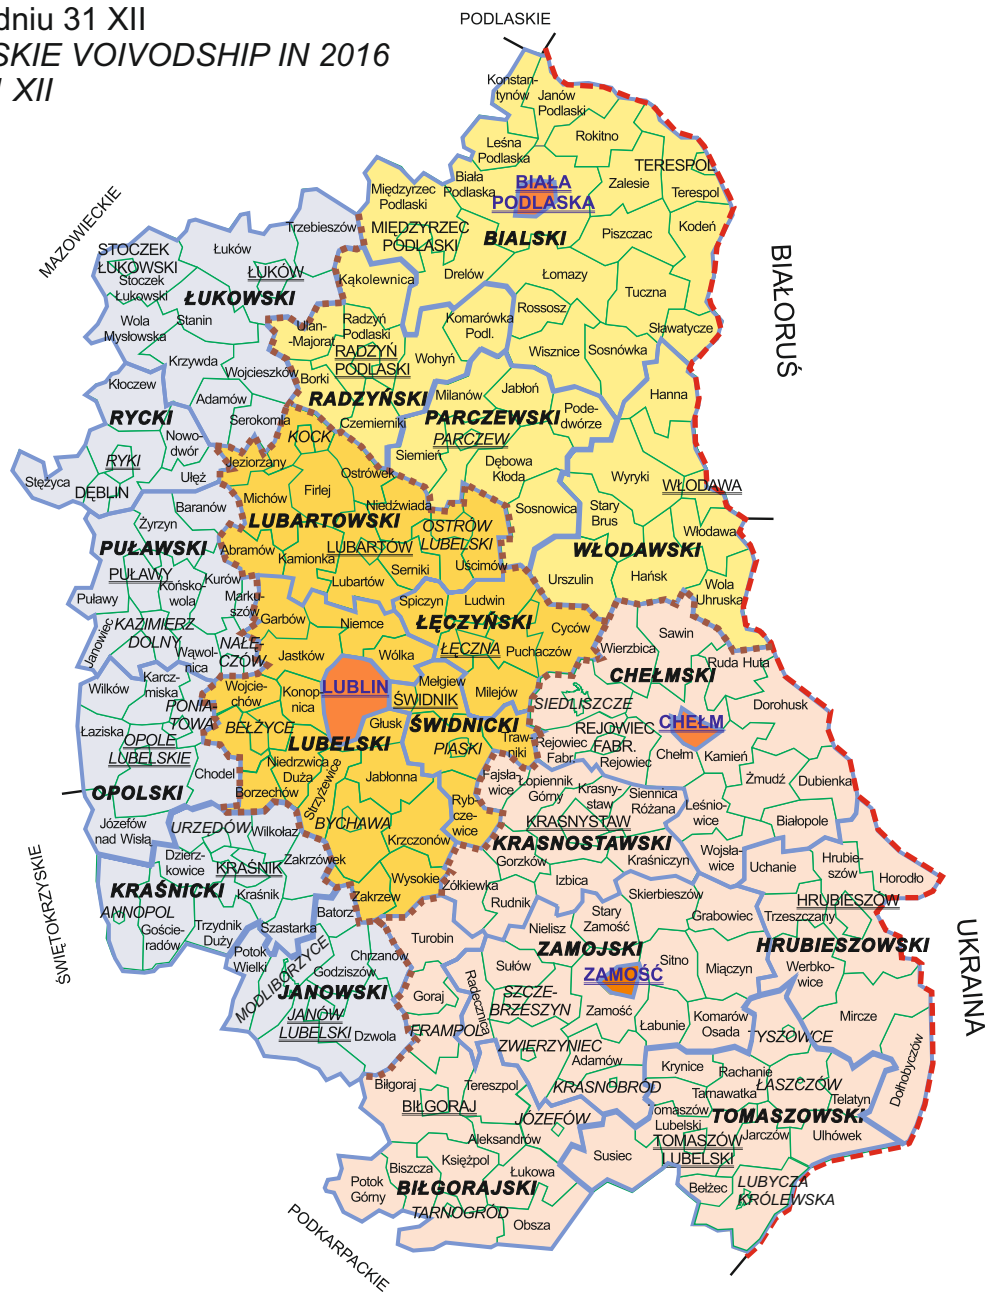 dniu 31 XII
SKIE VOIVODSHIP IN 2016
XII
PODLASKIE
MAZOWIECKIE
BIAŁORUŚ
UKRAINA
ŚWIĘTOKRZYSKIE
PODKARPACKIE
Konstan-
tynów
Janów
Podlaski
Rokitno
Leśna
Podlaska
TERESPOL
Terespol
Zalesie
Biała
Podlaska
BIAŁA
PODLASKA
Międzyrzec
Podlaski
MIĘDZYRZEC
PODLASKI
BIALSKI
Piszczac
Kodeń
Drelów
Łomazy
Tuczna
Rossosz
Sławatycze
Wisznice
Sosnówka
Trzebieszów
Łuków
ŁUKÓW
STOCZEK
ŁUKOWSKI
Stoczek
Łukowski
ŁUKOWSKI
Wola
Mysłowska
Stanin
Krzywda
Wojcieszków
Adamów
Serokomla
Kąkolewnica
Ulan-
-Majorat
Radzyń
Podlaski
RADZYŃ
PODLASKI
Komarówka
Podl.
Wohyń
Borki
RADZYŃSKI
Czemierniki
Milanów
Jabłoń
PARCZEWSKI
Pode-
dwórze
PARCZEW
Siemień
Dębowa
Kłoda
Sosnowica
Hanna
Wyryki
WŁODAWA
Stary
Brus
Włodawa
WŁODAWSKI
Urszulin
Hańsk
Wola
Uhruska
Kłoczew
RYCKI
Nowo-
dwór
RYKI
Stężyca
DĘBLIN
Ułęż
KOCK
Jeziorzany
Ostrówek
Michów
Firlej
Niedźwiada
LUBARTOWSKI
OSTRÓW
LUBELSKI
LUBARTÓW
Abramów
Kamionka
Lubartów
Serniki
Uścimów
Baranów
Żyrzyn
PUŁAWSKI
PUŁAWY
Końsko-
wola
Kurów
Marku-
szów
Puławy
Janowiec
KAZIMIERZ
DOLNY
Wąwol-
nica
NAŁĘ-
CZÓW
Garbów
Niemce
Jastków
Wólka
Wojcie-
chów
Konop-
nica
LUBLIN
BEŁŻYCE
Głusk
LUBELSKI
Niedrzwica
Duża
Jabłonna
Borzechów
Strzyżewice
BYCHAWA
Krzczonów
Wysokie
Zakrzew
Spiczyn
Ludwin
ŁĘCZYŃSKI
ŁĘCZNA
Puchaczów
Cyców
Milejów
Mełgiew
ŚWIDNIK
ŚWIDNICKI
PIASKI
Traw-
niki
Ryb-
cze-
wice
Wilków
Karcz-
miska
PONIA-
TOWA
Łaziska
OPOLE
LUBELSKIE
Chodel
OPOLSKI
Józefów
nad Wisłą
URZĘDÓW
Wilkołaz
Dzierz-
kowice
KRAŚNIK
Zakrzówek
KRAŚNICKI
Kraśnik
ANNOPOL
Goście-
radów
Trzydnik
Duży
Szastarka
Batorz
Potok
Wielki
MODLIBORZYCE
Chrzanów
Godziszów
JANOWSKI
JANÓW
LUBELSKI
Dzwola
Wierzbica
Sawin
Ruda Huta
CHEŁMSKI
Dorohusk
SIEDLISZCZE
REJOWIEC
FABR.
Rejowiec
Fabr.
Rejowiec
CHEŁM
Chełm
Kamień
Żmudź
Dubienka
Leśnio-
wice
Białopole
Wojsła-
wice
Fajsła-
wice
Łopiennik
Górny
Krasny-
staw
Siennica
Różana
KRASNYSTAW
KRASNOSTAWSKI
Gorzków
Kraśniczyn
Izbica
Żółkiewka
Rudnik
Uchanie
Hrubie-
szów
Horodło
HRUBIESZÓW
Trzeszczany
HRUBIESZOWSKI
Werbko-
wice
Mircze
Dołhobyczów
Skierbieszów
Stary
Zamość
Grabowiec
Nielisz
ZAMOJSKI
ZAMOŚĆ
Sitno
Miączyn
Sułów
SZCZE-
BRZESZYN
Radecznica
Zamość
Łabunie
Komarów
Osada
ZWIERZYNIEC
Adamów
KRASNOBRÓD
TYSZOWCE
Krynice
Rachanie
ŁASZCZÓW
Tarnawatka
Telatyn
Tomaszów
Lubelski
TOMASZOWSKI
TOMASZÓW
LUBELSKI
Jarczów
Ulhówek
Susiec
Bełżec
LUBYCZA
KRÓLEWSKA
Turobin
Goraj
FRAMPOL
Biłgoraj
Tereszpol
BIŁGORAJ
JÓZEFÓW
Aleksandrów
Księżpol
Biszcza
Łukowa
Potok
Górny
BIŁGORAJSKI
TARNOGRÓD
Obsza